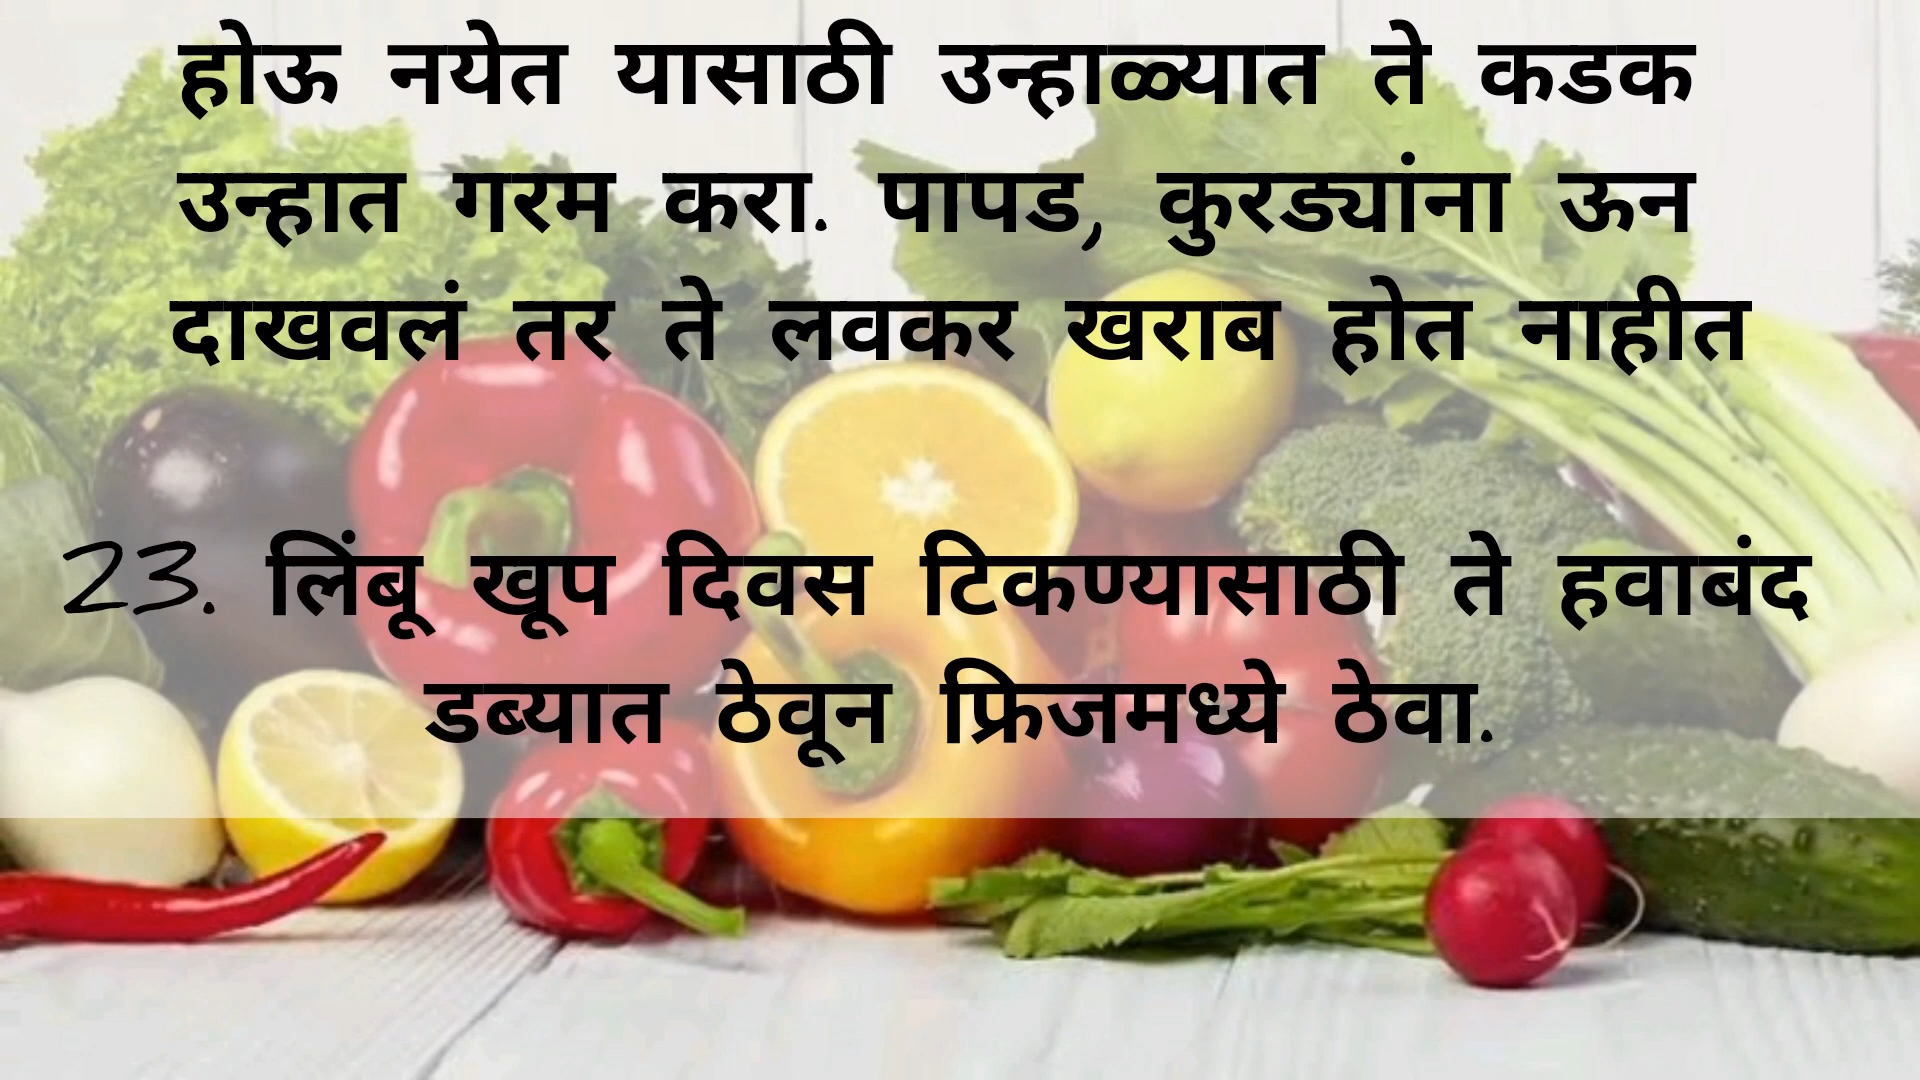 होऊ नयेत यासाठी उन्हाळ्यात ते कडक
उन्हात गरम करा. पापड, कुरड्यांना ऊन
दाखवलं तर ते लवकर खराब होत नाहीत
23. लिंबू खूप दिवस टिकण्यासाठी ते हवाबंद
डब्यात ठेवून फ्रिजमध्ये ठेवा.